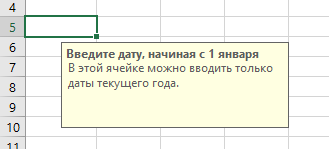 4
5
6
Введите дату, начиная с 1 января
7
В этой ячейке можно вводить только
8
даты текущего года.
9
10
11